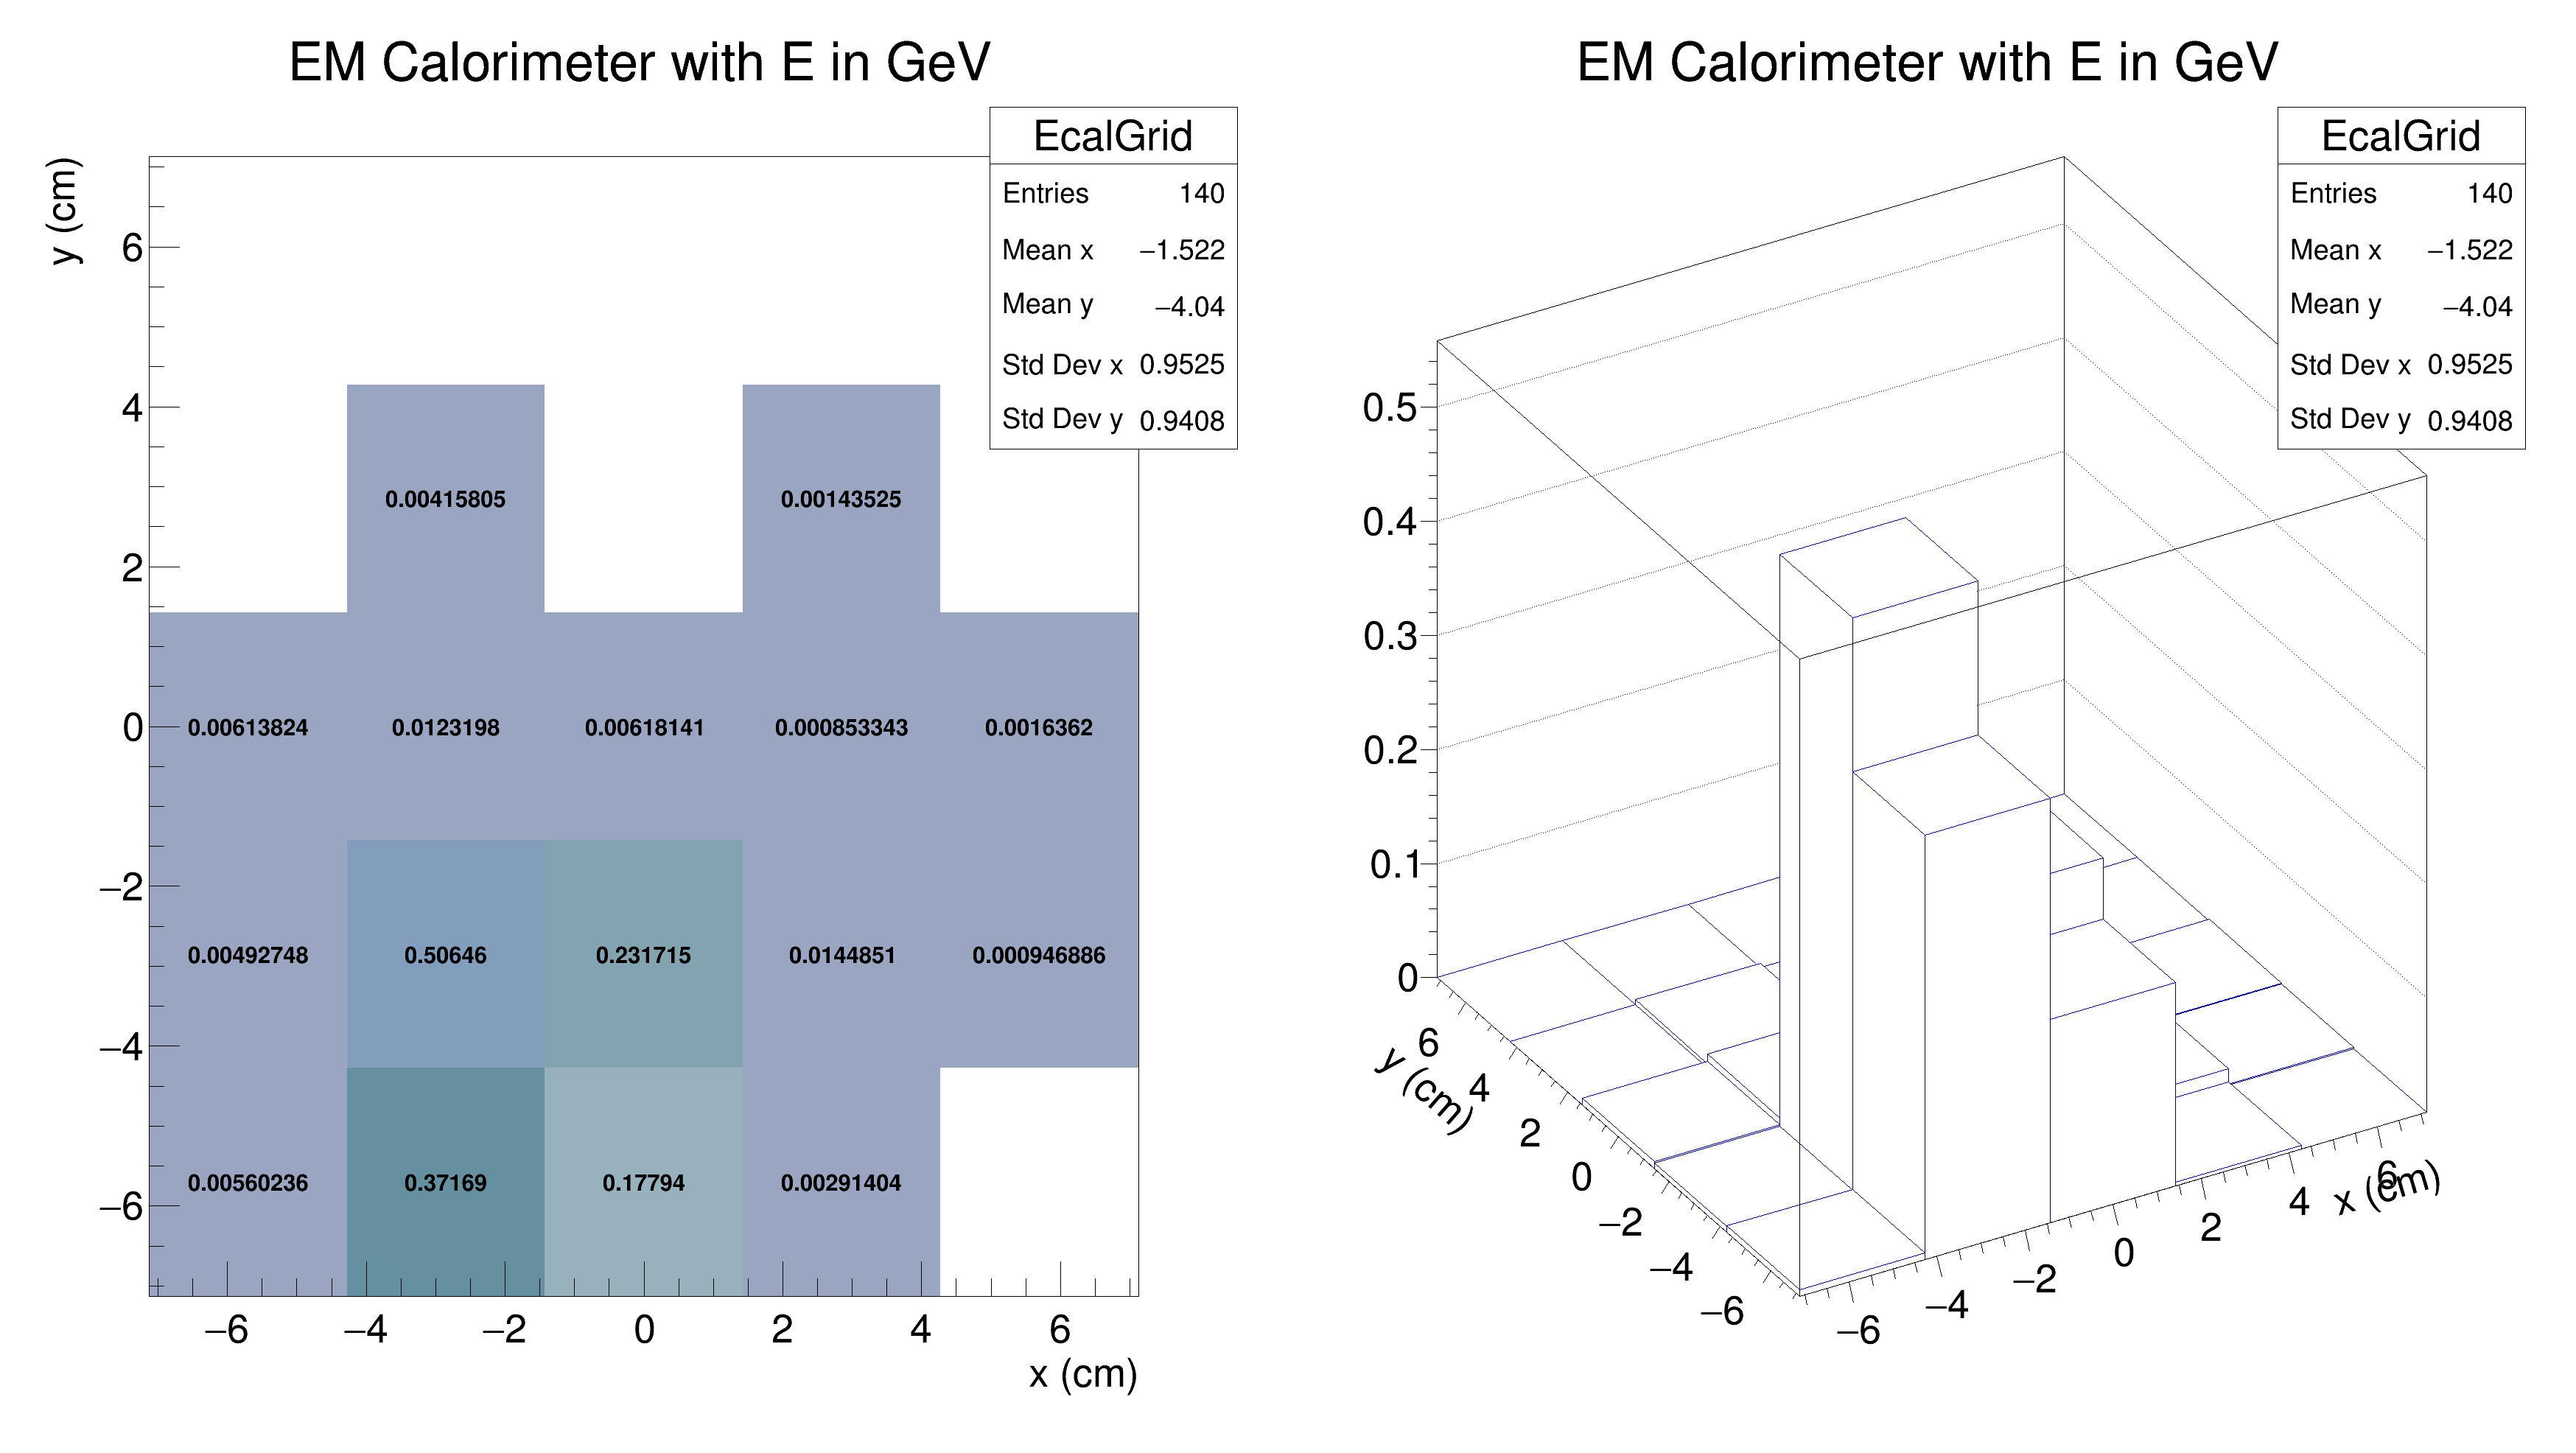 EM Calorimeter with E in GeV
EcalGrid
Entries 140
Mean x −1.522
Mean y −4.04
Std Dev x 0.9525
Std Dev y 0.9408
y (cm)
6
4
2
0
−2
−4
−6
0.00415805 0.00143525
0.00613824 0.0123198 0.00618141 0.000853343 0.0016362
0.00492748 0.50646 0.231715 0.0144851 0.000946886
0.00560236 0.37169 0.17794 0.00291404
−6 −4 −2 0 2 4 6
x (cm)
EM Calorimeter with E in GeV
EcalGrid
Entries 140
Mean x −1.522
Mean y −4.04
Std Dev x 0.9525
Std Dev y 0.9408
0.5
0.4
0.3
0.2
0.1
0
y (cm)
6
4
2
0
−2
−4
−6
−6 −4 −2 0 2 4 6
x (cm)